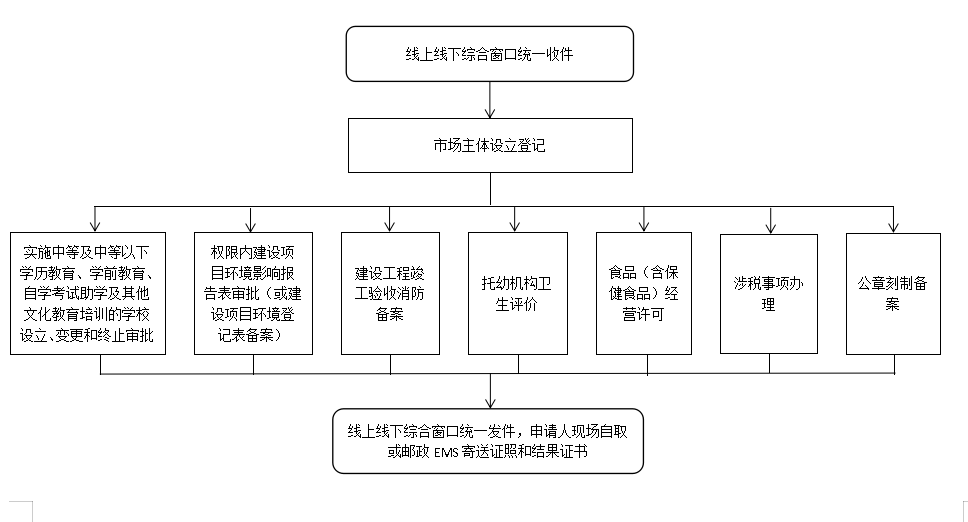 线上线下综合窗口统一收件
市场主体设立登记
实施中等及中等以下
学历教育、学前教育、
自学考试助学及其他
文化教育培训的学校
设立、变更和终止审批
权限内建设项
目环境影响报
告表审批（或建
设项目环境登
记表备案）
建设工程竣
工验收消防
备案
托幼机构卫
生评价
食品（含保
健食品）经
营许可
涉税事项办
理
公章刻制备
案
线上线下综合窗口统一发件，申请人现场自取
或邮政 EMS 寄送证照和结果证书